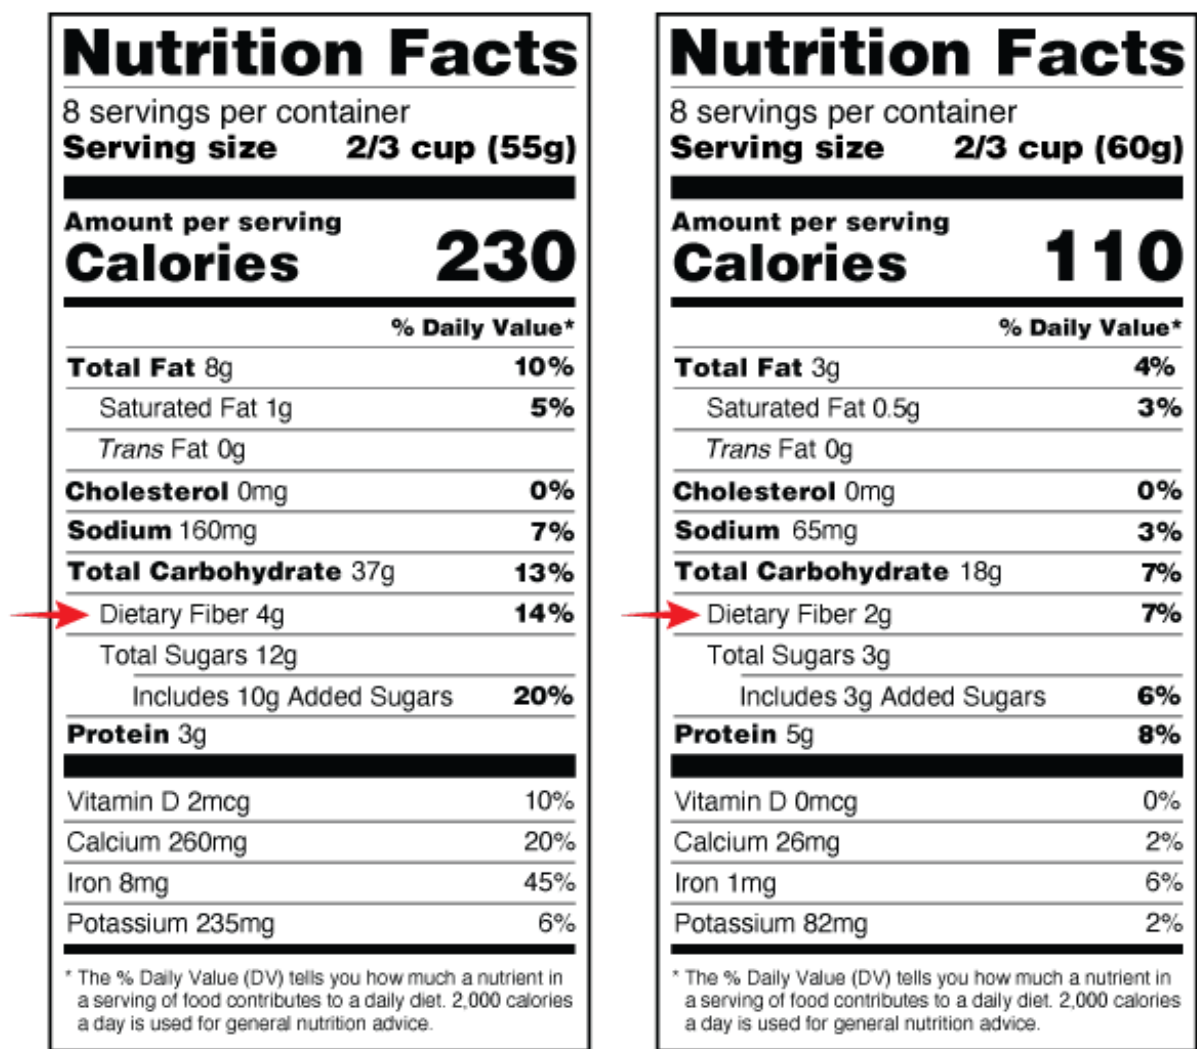 Nutrition Facts
8 servings per container
Serving size 2/3 cup (55g)
Amount per serving
Calories 230
% Daily Value*
Total Fat 8g 10%
Saturated Fat 1g 5%
Trans Fat 0g
Cholesterol 0mg 0%
Sodium 160mg 7%
Total Carbohydrate 37g 13%
Dietary Fiber 4g 14%
Total Sugars 12g
Includes 10g Added Sugars 20%
Protein 3g
Vitamin D 2mcg 10%
Calcium 260mg 20%
Iron 8mg 45%
Potassium 235mg 6%
* The % Daily Value (DV) tells you how much a nutrient in
a serving of food contributes to a daily diet. 2,000 calories
a day is used for general nutrition advice.
Nutrition Facts
8 servings per container
Serving size 2/3 cup (60g)
Amount per serving
Calories 110
% Daily Value*
Total Fat 3g 4%
Saturated Fat 0.5g 3%
Trans Fat 0g
Cholesterol 0mg 0%
Sodium 65mg 3%
Total Carbohydrate 18g 7%
Dietary Fiber 2g 7%
Total Sugars 3g
Includes 3g Added Sugars 6%
Protein 5g 8%
Vitamin D 0mcg 0%
Calcium 26mg 2%
Iron 1mg 6%
Potassium 82mg 2%
* The % Daily Value (DV) tells you how much a nutrient in
a serving of food contributes to a daily diet. 2,000 calories
a day is used for general nutrition advice.